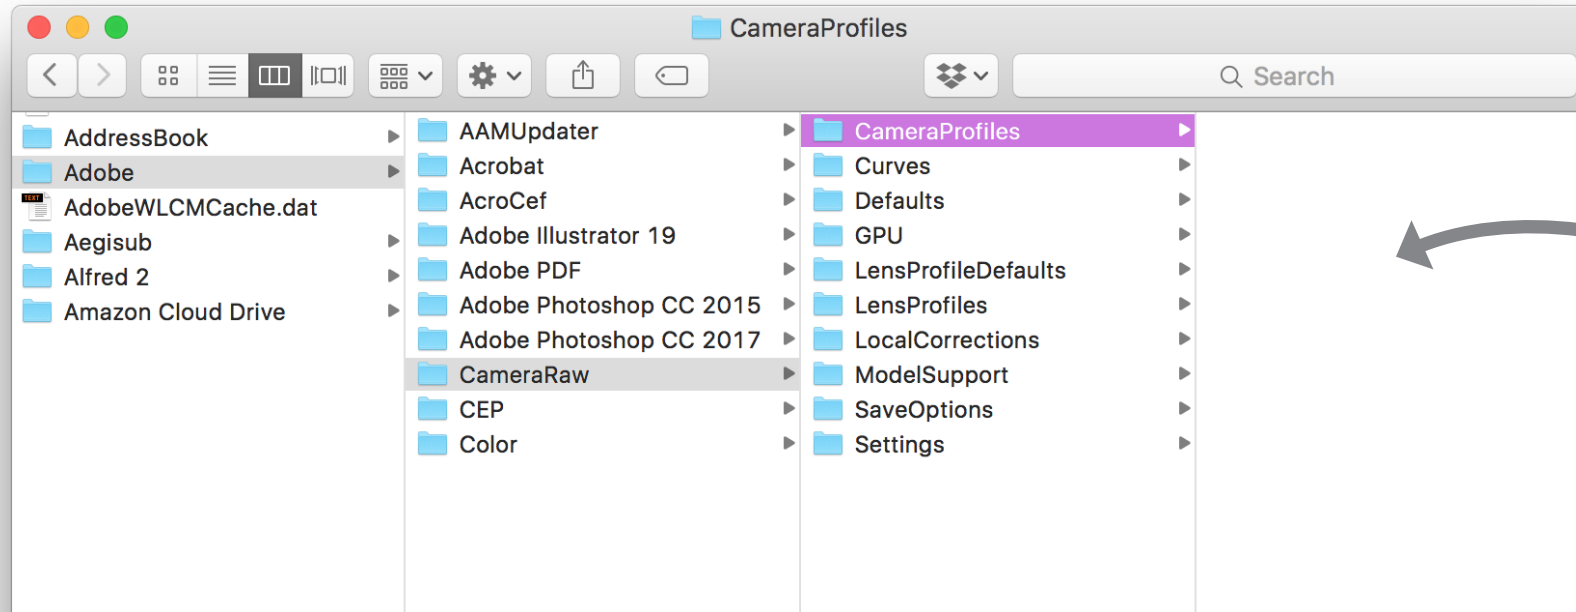 CameraProfiles
Search
AddressBook
Adobe
TEXT
AdobeWLCMCache.dat
Aegisub
Alfred 2
Amazon Cloud Drive
AAMUpdater
Acrobat
AcroCef
Adobe Illustrator 19
Adobe PDF
Adobe Photoshop CC 2015
Adobe Photoshop CC 2017
CameraRaw
CEP
Color
CameraProfiles
Curves
Defaults
GPU
LensProfileDefaults
LensProfiles
LocalCorrections
ModelSupport
SaveOptions
Settings